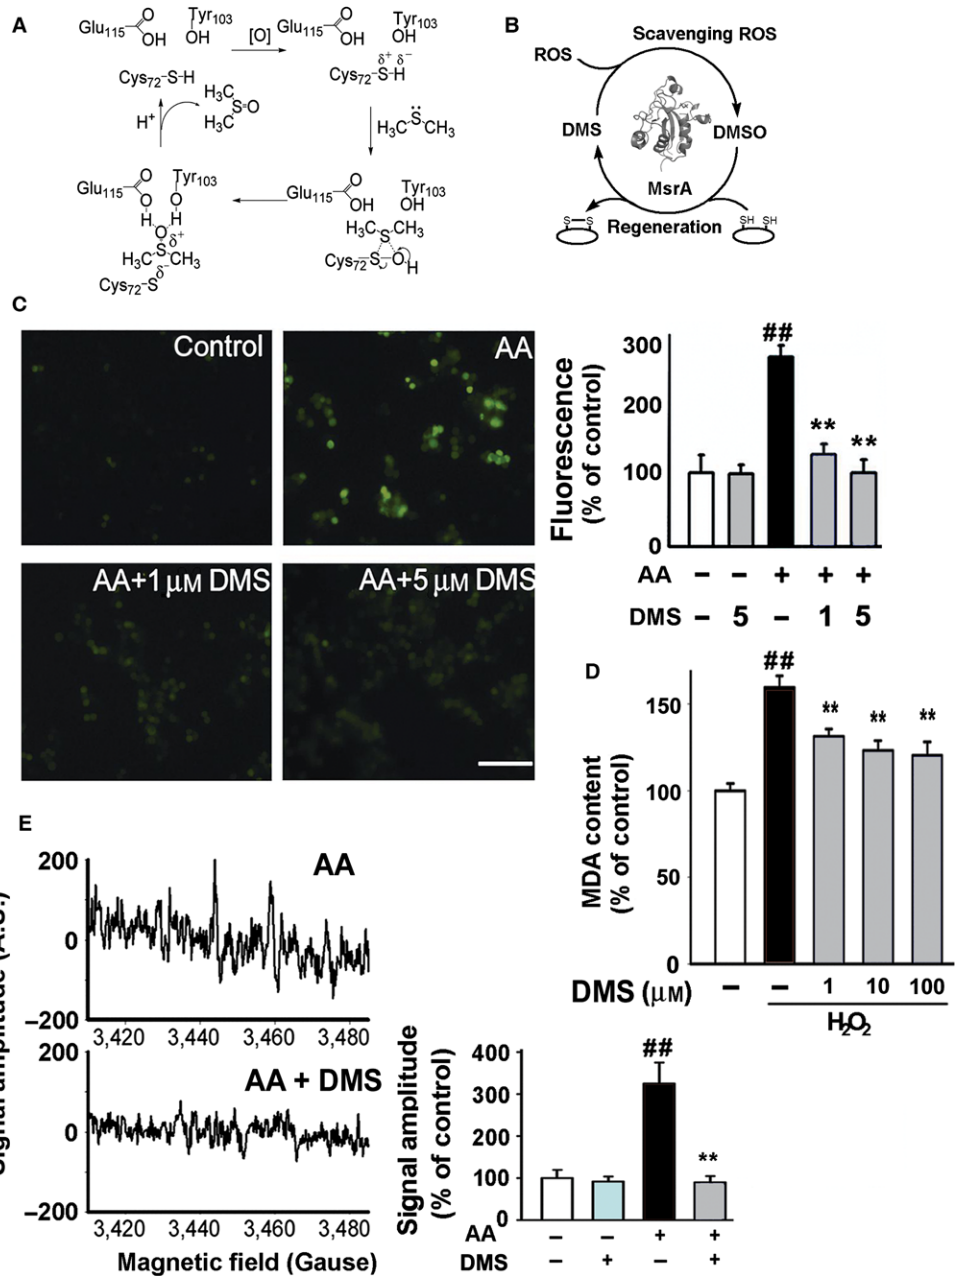 A
Glu115
O
OH
Tyr103
OH
[O]
Glu115
O
OH
Tyr103
OH
Cys72-S-H
δ+ δ−
Cys72-S-H
H3C
S=O
H3C
H+
H3C S CH3
Glu115
O
O
H
Tyr103
O
H
O
δ+
H3C S CH3
δ−
Cys72-S
Glu115
O
OH
Tyr103
OH
H3C S CH3
Cys72 S O
H
B
Scavenging ROS
ROS
DMS
DMSO
MsrA
Regeneration
S S
SH SH
C
Control
AA
AA+1 μM DMS
AA+5 μM DMS
Fluorescence
(% of control)
300
200
100
0
##
**
**
AA − − + + +
DMS − 5 − 1 5
D
MDA content
(% of control)
150
100
50
0
##
**
**
**
DMS (μM) − − 1 10 100
H2O2
E
200
0
−200
AA
3,420 3,440 3,460 3,480
200
0
−200
AA + DMS
3,420 3,440 3,460 3,480
Magnetic field (Gause)
Signal amplitude
(% of control)
400
300
200
100
0
##
**
AA − − + +
DMS − + − +